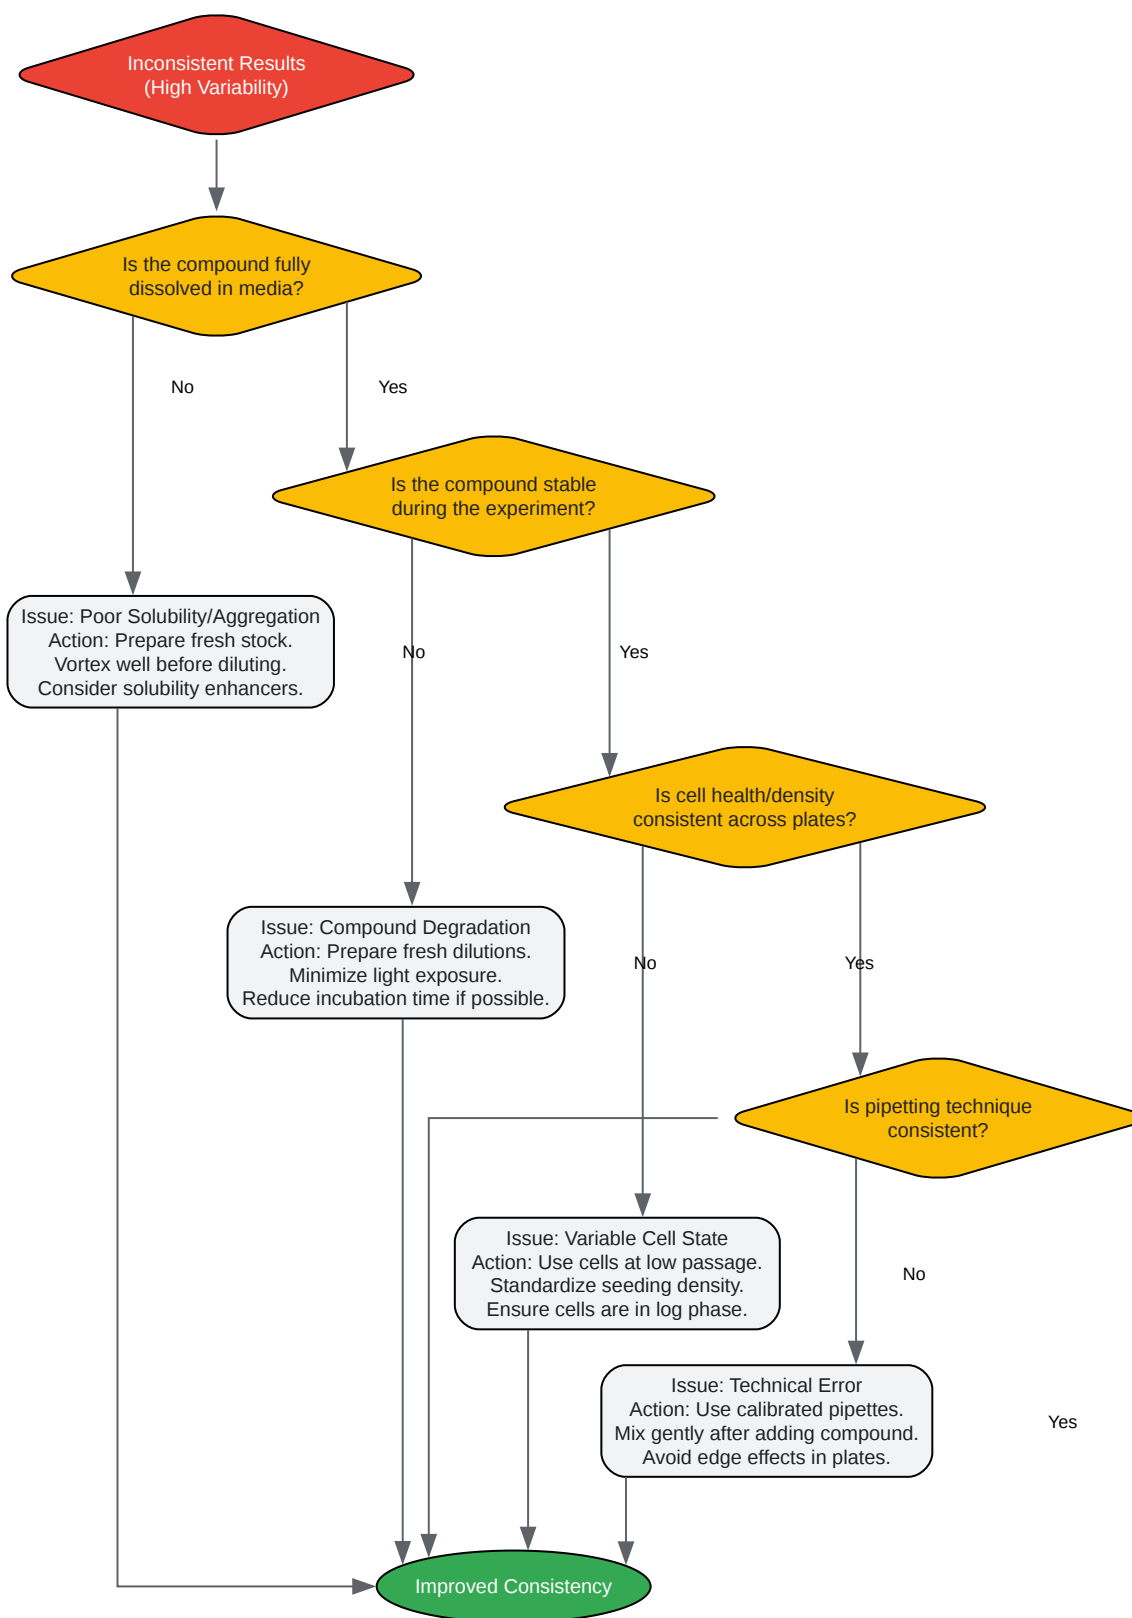 Inconsistent Results
(High Variability)
Is the compound fully
dissolved in media?
No
Yes
Is the compound stable
during the experiment?
Issue: Poor Solubility/Aggregation
Action: Prepare fresh stock.
Vortex well before diluting.
Consider solubility enhancers.
No
Yes
Is cell health/density
consistent across plates?
Issue: Compound Degradation
Action: Prepare fresh dilutions.
Minimize light exposure.
Reduce incubation time if possible.
No
Yes
Is pipetting technique
consistent?
Issue: Variable Cell State
Action: Use cells at low passage.
Standardize seeding density.
Ensure cells are in log phase.
No
Issue: Technical Error
Action: Use calibrated pipettes.
Mix gently after adding compound.
Avoid edge effects in plates.
Yes
Improved Consistency